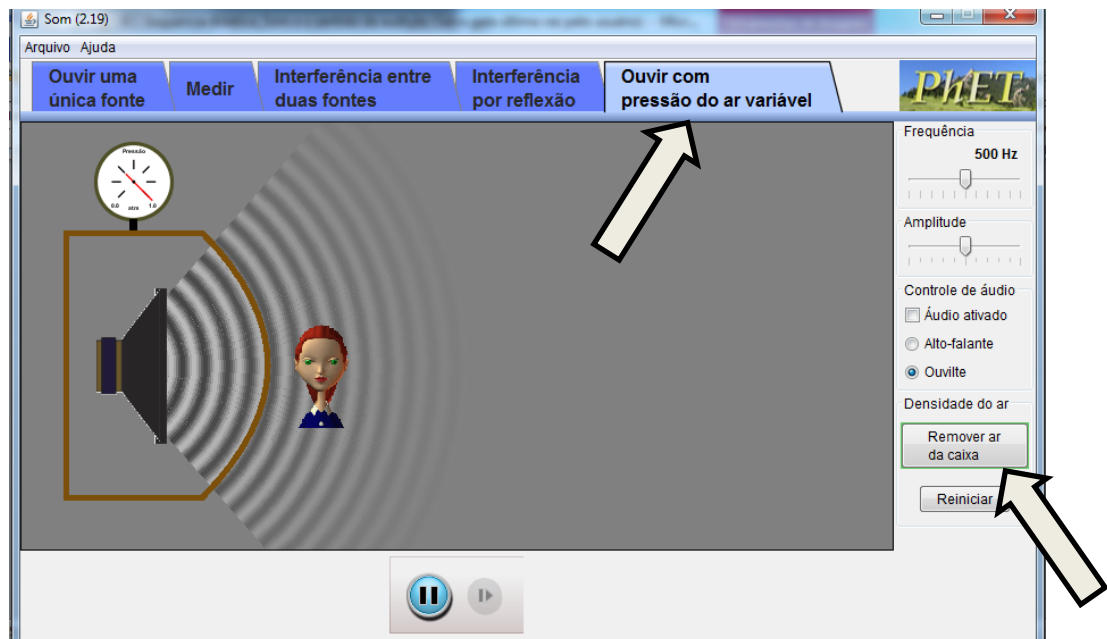 Som (2.19)
Arquivo Ajuda
Ouvir uma
única fonte
Medir
Interferência entre
duas fontes
Interferência
por reflexão
Ouvir com
pressão do ar variável
PhET
Frequência
500 Hz
Amplitude
Controle de áudio
Áudio ativado
Alto-falante
Ouvilte
Densidade do ar
Remover ar
da caixa
Reiniciar
Pressão
0.0 atm 1.0